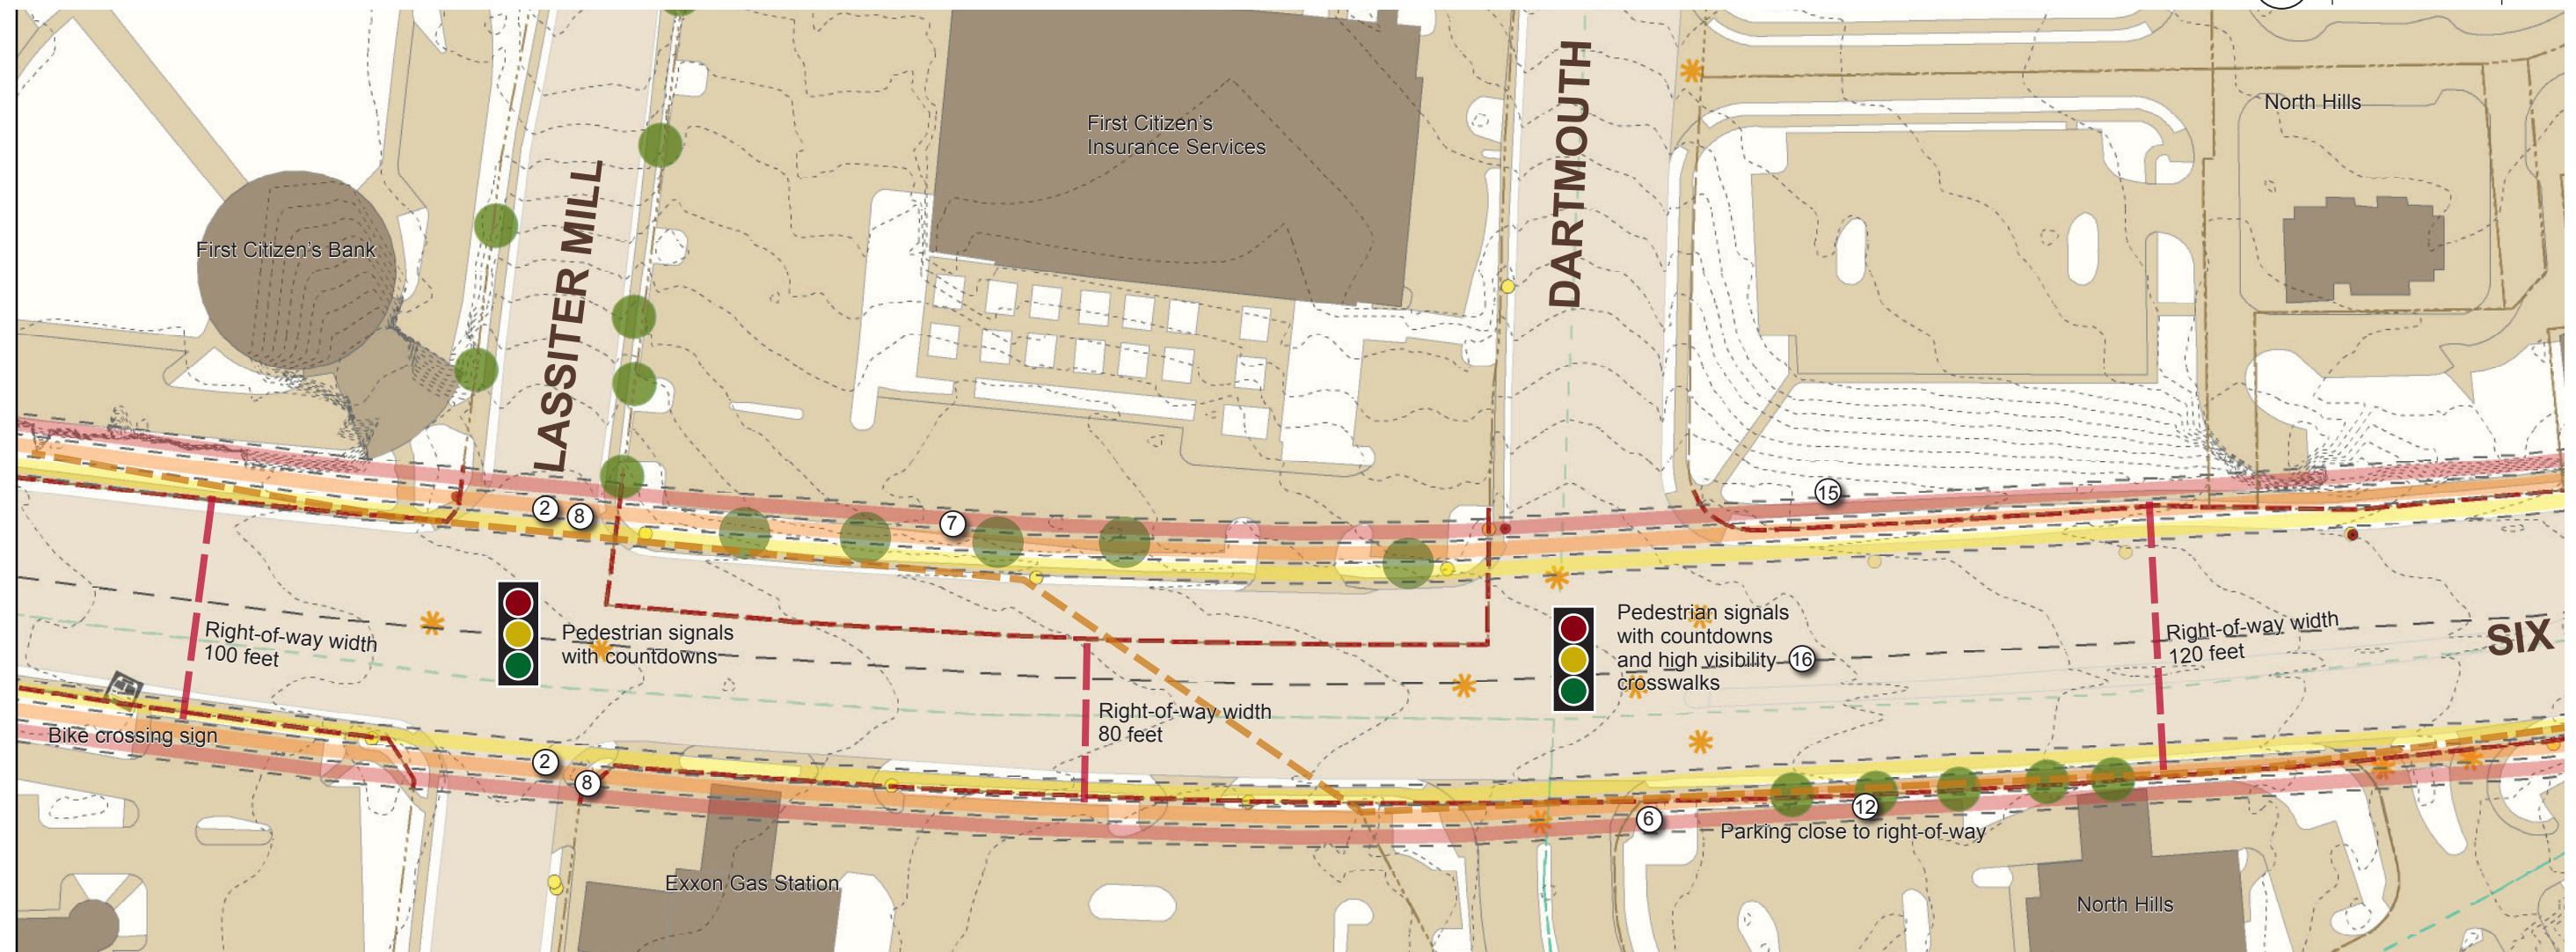 North Hills
First Citizen's
Insurance Services
DARTMOUTH
LASSITER MILL
First Citizen's Bank
15
2
8
7
Pedestrian signals
with countdowns
and high visibility
crosswalks
16
Right-of-way width
120 feet
SIX
Right-of-way width
100 feet
Pedestrian signals
with countdowns
Right-of-way width
80 feet
Bike crossing sign
2
8
6
12
Parking close to right-of-way
Exxon Gas Station
North Hills